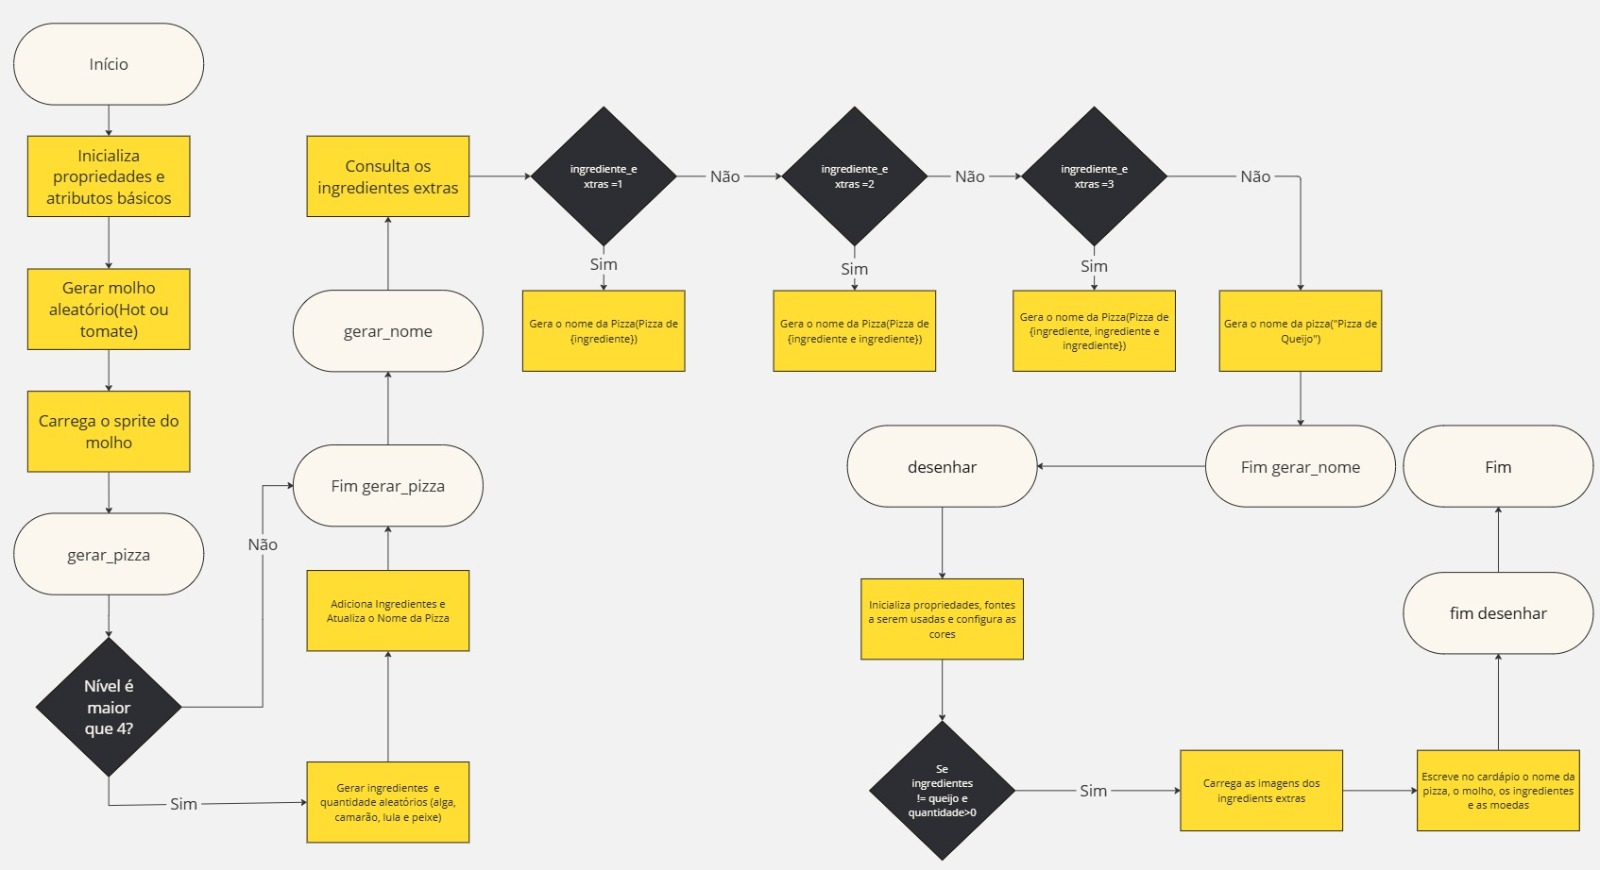 Início
Inicializa
propriedades e
atributos básicos
Gerar molho
aleatório(Hot ou
tomate)
Carrega o sprite do
molho
gerar_pizza
Nível é
maior
que 4?
Não
Sim
Gerar ingredientes e
quantidade aleatórios (alga,
camarão, lula e peixe)
Adiciona Ingredientes e
Atualiza o Nome da Pizza
Fim gerar_pizza
gerar_nome
Consulta os
ingredientes extras
ingrediente_e
xtras =1
Não
Sim
Gera o nome da Pizza(Pizza de
{ingrediente})
ingrediente_e
xtras =2
Não
Sim
Gera o nome da Pizza(Pizza de
{ingrediente e ingrediente})
ingrediente_e
xtras =3
Não
Sim
Gera o nome da Pizza(Pizza de
{ingrediente, ingrediente e
ingrediente})
Gera o nome da pizza("Pizza de
Queijo")
Fim gerar_nome
desenhar
Inicializa propriedades, fontes
a serem usadas e configura as
cores
Se
ingredientes
!= queijo e
quantidade>0
Sim
Carrega as imagens dos
ingredients extras
Escreve no cardápio o nome da
pizza, o molho, os ingredientes
e as moedas
fim desenhar
Fim